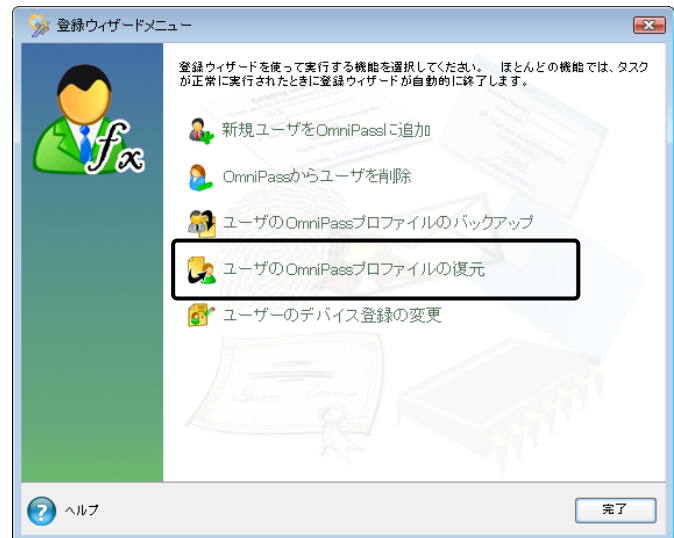 登録ウィザードメニュー
登録ウィザードを使って実行する機能を選択してください。 ほとんどの機能では、タスク
が正常に実行されたときに登録ウィザードが自動的に終了します。
fx
新規ユーザをOmniPassに追加
OmniPassからユーザを削除
ユーザのOmniPassプロファイルのバックアップ
ユーザのOmniPassプロファイルの復元
ユーザーのデバイス登録の変更
ヘルプ
完了